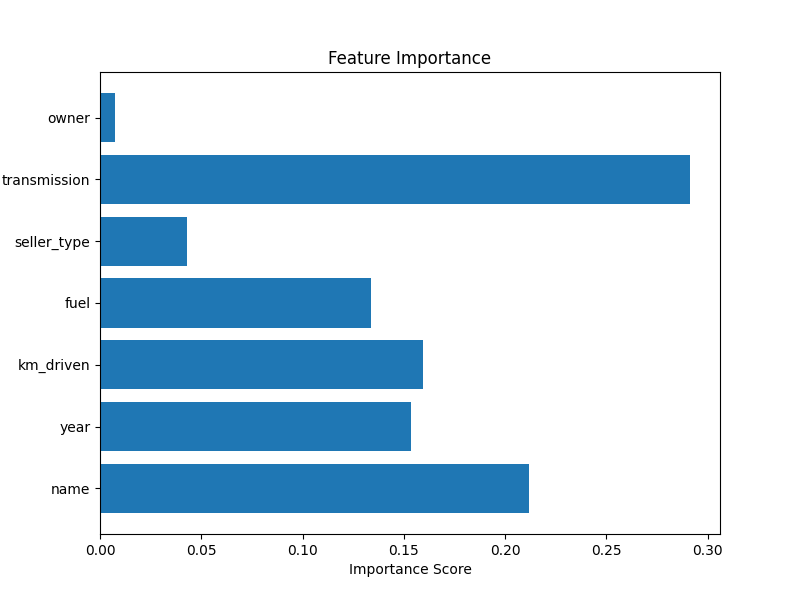 Feature Importance
owner
transmission
seller_type
fuel
km_driven
year
name
0.00 0.05 0.10 0.15 0.20 0.25 0.30
Importance Score